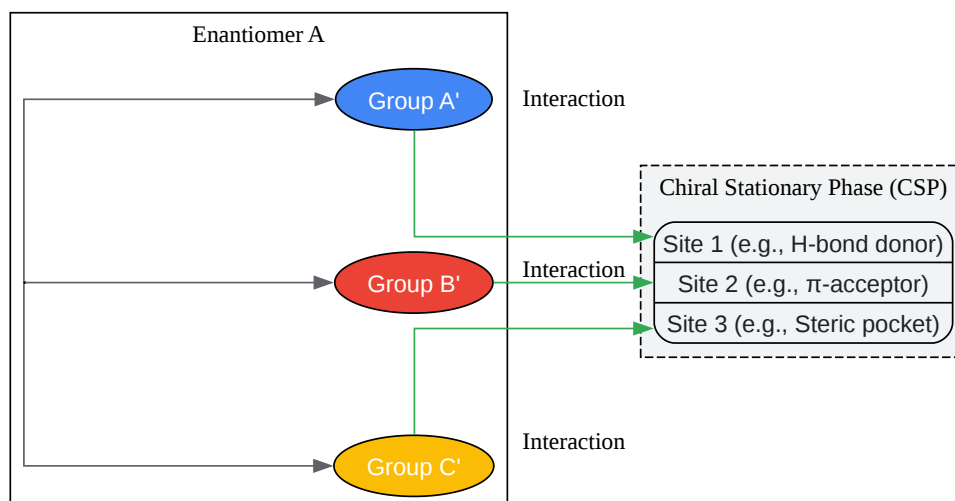 Enantiomer A
Group A'
Interaction
Chiral Stationary Phase (CSP)
Site 1 (e.g., H-bond donor)
Group B'
Interaction
Site 2 (e.g., π-acceptor)
Site 3 (e.g., Steric pocket)
Interaction
Group C'